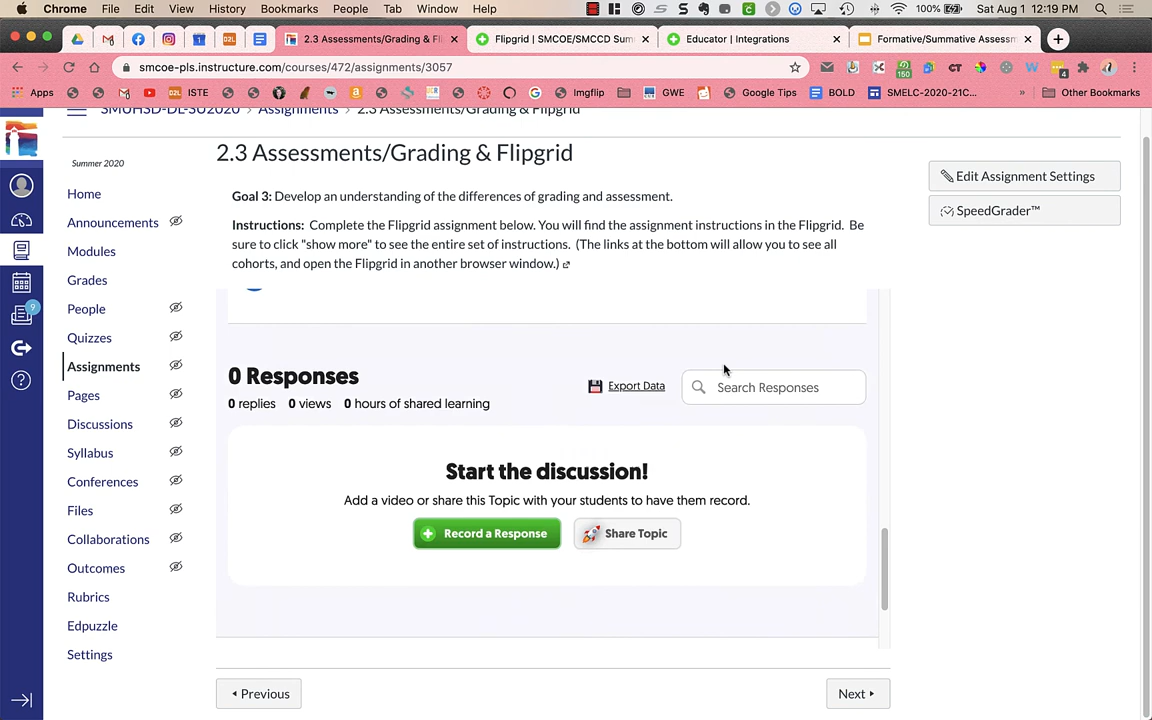 Chrome File Edit View History Bookmarks People Tab Window Help 100% Sat Aug 1 12:19 PM
2.3 Assessments/Grading & Fli
Flipgrid | SMCOE/SMCCD Sum
Educator | Integrations
Formative/Summative Assessm
smcoe-pls.instructure.com/courses/472/assignments/3057
Apps ISTE Imgflip GWE Google Tips BOLD SMELC-2020-21C... » Other Bookmarks
SMUHSD-DL-SU2020 › Assignments › 2.3 Assessments/Grading & Flipgrid
Summer 2020
Home
Announcements
Modules
Grades
People
Quizzes
Assignments
Pages
Discussions
Syllabus
Conferences
Files
Collaborations
Outcomes
Rubrics
Edpuzzle
Settings
9
2.3 Assessments/Grading & Flipgrid
Goal 3: Develop an understanding of the differences of grading and assessment.
Instructions: Complete the Flipgrid assignment below. You will find the assignment instructions in the Flipgrid. Be
sure to click "show more" to see the entire set of instructions. (The links at the bottom will allow you to see all
cohorts, and open the Flipgrid in another browser window.)
0 Responses
0 replies 0 views 0 hours of shared learning
Export Data
Search Responses
Start the discussion!
Add a video or share this Topic with your students to have them record.
Record a Response
Share Topic
Previous
Next
Edit Assignment Settings
SpeedGrader™